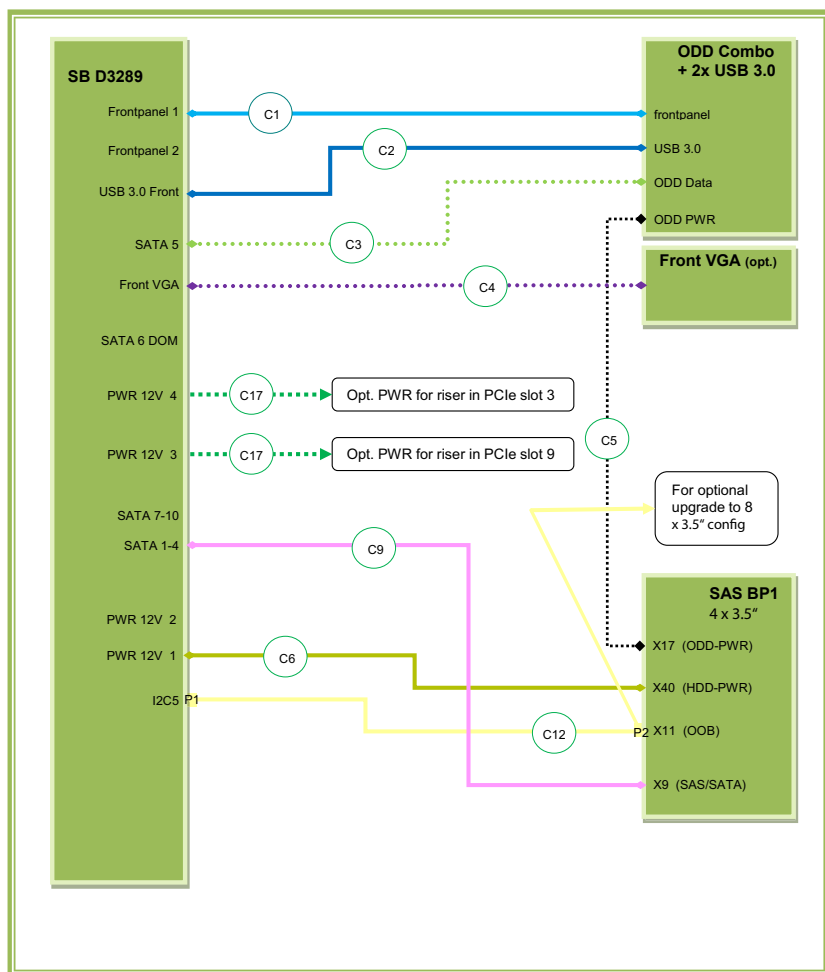 SB D3289
Frontpanel 1
Frontpanel 2
USB 3.0 Front
SATA 5
Front VGA
SATA 6 DOM
PWR 12V 4
PWR 12V 3
SATA 7-10
SATA 1-4
PWR 12V 2
PWR 12V 1
I2C5 P1
C1
C2
C3
C4
C17
Opt. PWR for riser in PCIe slot 3
C17
Opt. PWR for riser in PCIe slot 9
C5
C9
C6
C12
ODD Combo
+ 2x USB 3.0
frontpanel
USB 3.0
ODD Data
ODD PWR
Front VGA (opt.)
For optional
upgrade to 8
x 3.5“ config
SAS BP1
4 x 3.5“
X17 (ODD-PWR)
X40 (HDD-PWR)
P2 X11 (OOB)
X9 (SAS/SATA)